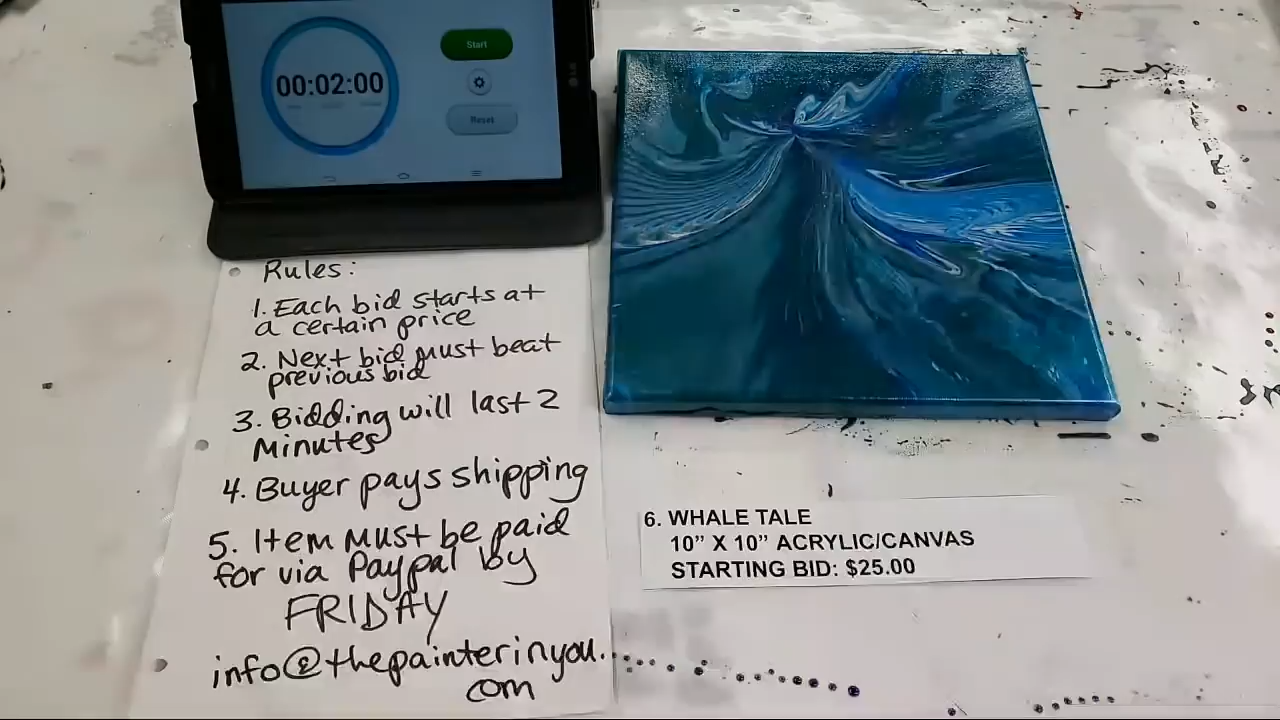 00:02:00
Start
Reset
LG
Rules:
1. Each bid starts at
a certain price
2. Next bid must beat
previous bid
3. Bidding will last 2
Minutes
4. Buyer pays shipping
5. Item must be paid
for via Paypal by
FRIDAY
info@thepainterinyou.
com
6. WHALE TALE
10” X 10” ACRYLIC/CANVAS
STARTING BID: $25.00